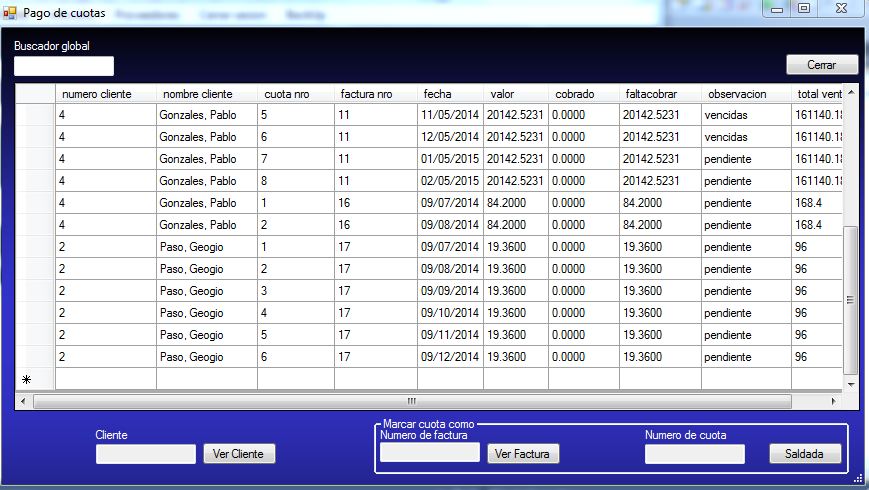 Pago de cuotas
Buscador global
Cerrar
numero cliente nombre cliente cuota nro factura nro fecha valor cobrado faltacobrar observacion total vent
4 Gonzales, Pablo 5 11 11/05/2014 20142.5231 0.0000 20142.5231 vencidas 161140.18
4 Gonzales, Pablo 6 11 12/05/2014 20142.5231 0.0000 20142.5231 vencidas 161140.18
4 Gonzales, Pablo 7 11 01/05/2015 20142.5231 0.0000 20142.5231 pendiente 161140.18
4 Gonzales, Pablo 8 11 02/05/2015 20142.5231 0.0000 20142.5231 pendiente 161140.18
4 Gonzales, Pablo 1 16 09/07/2014 84.2000 0.0000 84.2000 pendiente 168.4
4 Gonzales, Pablo 2 16 09/08/2014 84.2000 0.0000 84.2000 pendiente 168.4
2 Paso, Geogio 1 17 09/07/2014 19.3600 0.0000 19.3600 pendiente 96
2 Paso, Geogio 2 17 09/08/2014 19.3600 0.0000 19.3600 pendiente 96
2 Paso, Geogio 3 17 09/09/2014 19.3600 0.0000 19.3600 pendiente 96
2 Paso, Geogio 4 17 09/10/2014 19.3600 0.0000 19.3600 pendiente 96
2 Paso, Geogio 5 17 09/11/2014 19.3600 0.0000 19.3600 pendiente 96
2 Paso, Geogio 6 17 09/12/2014 19.3600 0.0000 19.3600 pendiente 96
Marcar cuota como
Cliente Numero de factura Numero de cuota
Ver Cliente Ver Factura Saldada